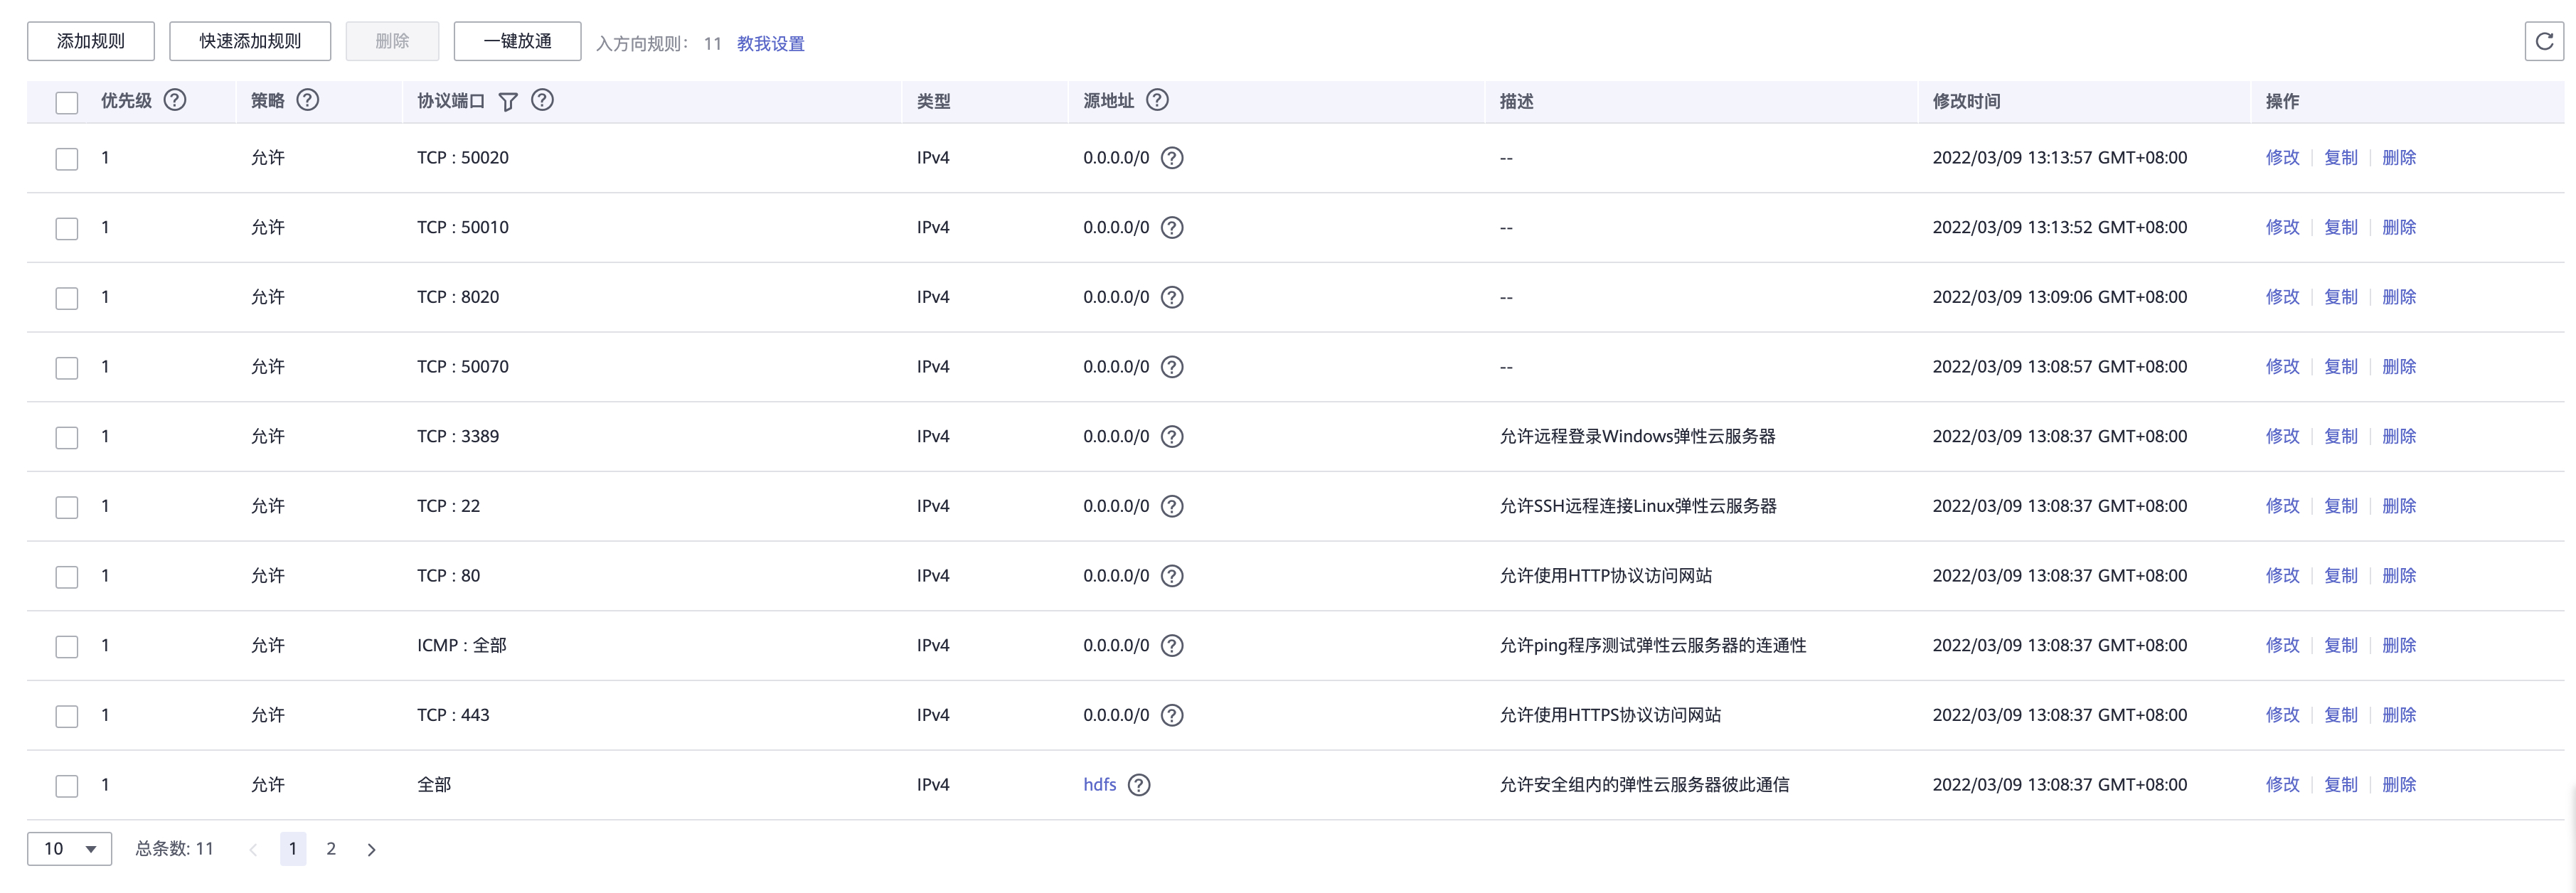 添加规则 快速添加规则 删除 一键放通 入方向规则: 11 教我设置
优先级 策略 协议端口 类型 源地址 描述 修改时间 操作
1 允许 TCP : 50020 IPv4 0.0.0.0/0 -- 2022/03/09 13:13:57 GMT+08:00 修改 复制 删除
1 允许 TCP : 50010 IPv4 0.0.0.0/0 -- 2022/03/09 13:13:52 GMT+08:00 修改 复制 删除
1 允许 TCP : 8020 IPv4 0.0.0.0/0 -- 2022/03/09 13:09:06 GMT+08:00 修改 复制 删除
1 允许 TCP : 50070 IPv4 0.0.0.0/0 -- 2022/03/09 13:08:57 GMT+08:00 修改 复制 删除
1 允许 TCP : 3389 IPv4 0.0.0.0/0 允许远程登录Windows弹性云服务器 2022/03/09 13:08:37 GMT+08:00 修改 复制 删除
1 允许 TCP : 22 IPv4 0.0.0.0/0 允许SSH远程连接Linux弹性云服务器 2022/03/09 13:08:37 GMT+08:00 修改 复制 删除
1 允许 TCP : 80 IPv4 0.0.0.0/0 允许使用HTTP协议访问网站 2022/03/09 13:08:37 GMT+08:00 修改 复制 删除
1 允许 ICMP : 全部 IPv4 0.0.0.0/0 允许ping程序测试弹性云服务器的连通性 2022/03/09 13:08:37 GMT+08:00 修改 复制 删除
1 允许 TCP : 443 IPv4 0.0.0.0/0 允许使用HTTPS协议访问网站 2022/03/09 13:08:37 GMT+08:00 修改 复制 删除
1 允许 全部 IPv4 hdfs 允许安全组内的弹性云服务器彼此通信 2022/03/09 13:08:37 GMT+08:00 修改 复制 删除
10 总条数: 11 < 1 2 >